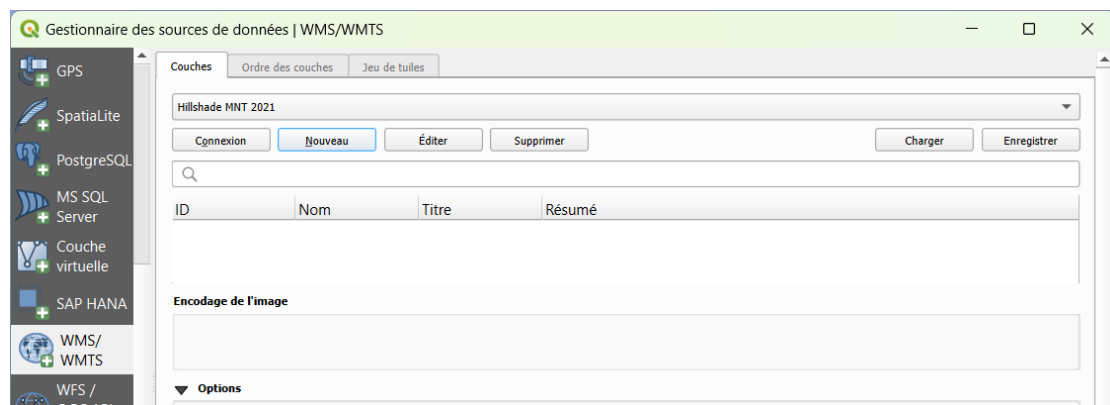 Gestionnaire des sources de données | WMS/WMTS
GPS
SpatiaLite
PostgreSQL
MS SQL
Server
Couche
virtuelle
SAP HANA
WMS/
WMTS
WFS /
Couches
Ordre des couches
Jeu de tuiles
Hillshade MNT 2021
Connexion
Nouveau
Éditer
Supprimer
Charger
Enregistrer
ID
Nom
Titre
Résumé
Encodage de l'image
Options